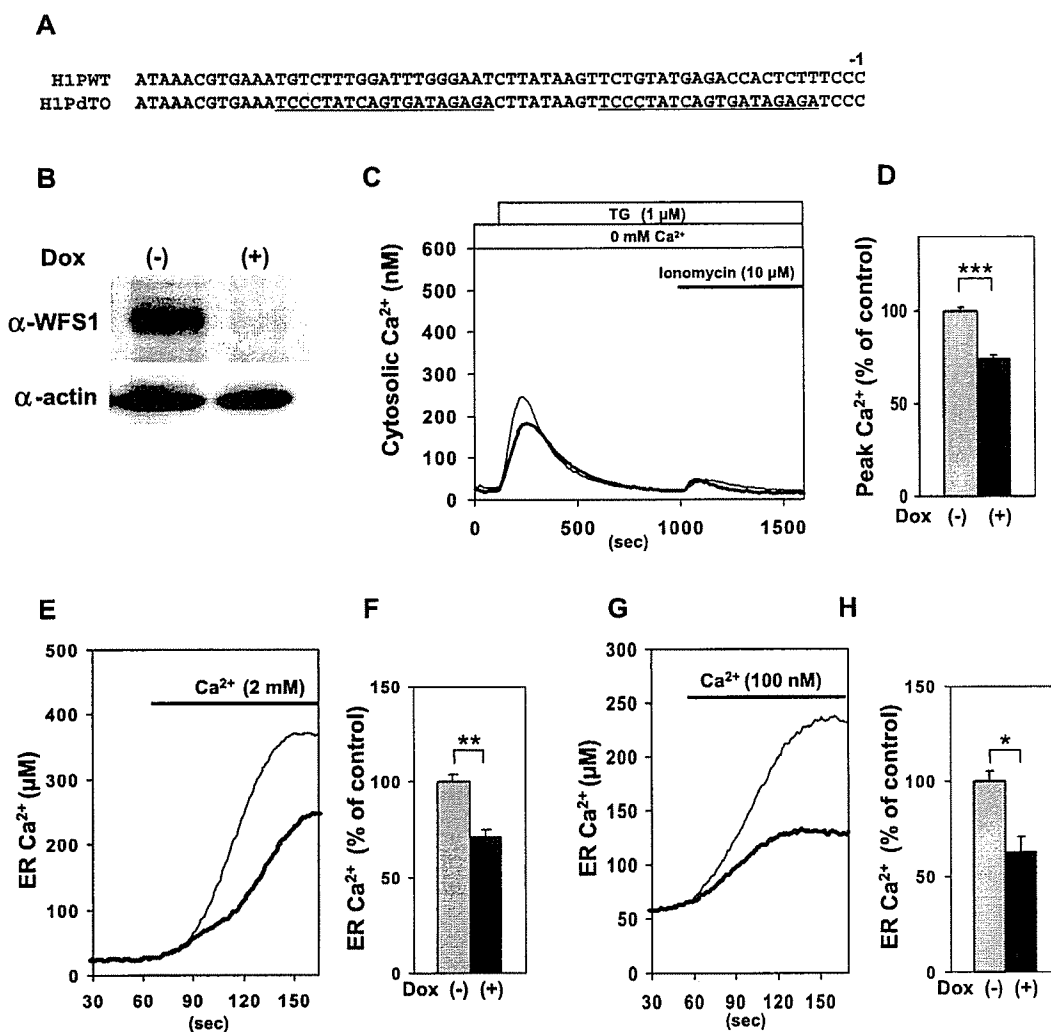 A
-1
H1PWT ATAAACGTGAAATGTCTTTGGATTTGGGAATCTTATAAGTTCTGTATGAGACCACTCTTTCCC
H1PdTO ATAAACGTGAAATCCCTATCAGTGATAGAGACTTATAAGTTCCCTATCAGTGATAGAGATCCC
B
Dox (-) (+)
α-WFS1
α-actin
C
TG (1 µM)
0 mM Ca²⁺
Ionomycin (10 µM)
Cytosolic Ca²⁺ (nM)
600
500
400
300
200
100
0
0 500 1000 1500
(sec)
D
***
Peak Ca²⁺ (% of control)
100
50
0
Dox (-) (+)
E
Ca²⁺ (2 mM)
ER Ca²⁺ (µM)
500
400
300
200
100
0
30 60 90 120 150
(sec)
F
**
ER Ca²⁺ (% of control)
150
100
50
0
Dox (-) (+)
G
Ca²⁺ (100 nM)
ER Ca²⁺ (µM)
300
250
200
150
100
50
0
30 60 90 120 150
(sec)
H
*
ER Ca²⁺ (% of control)
150
100
50
0
Dox (-) (+)